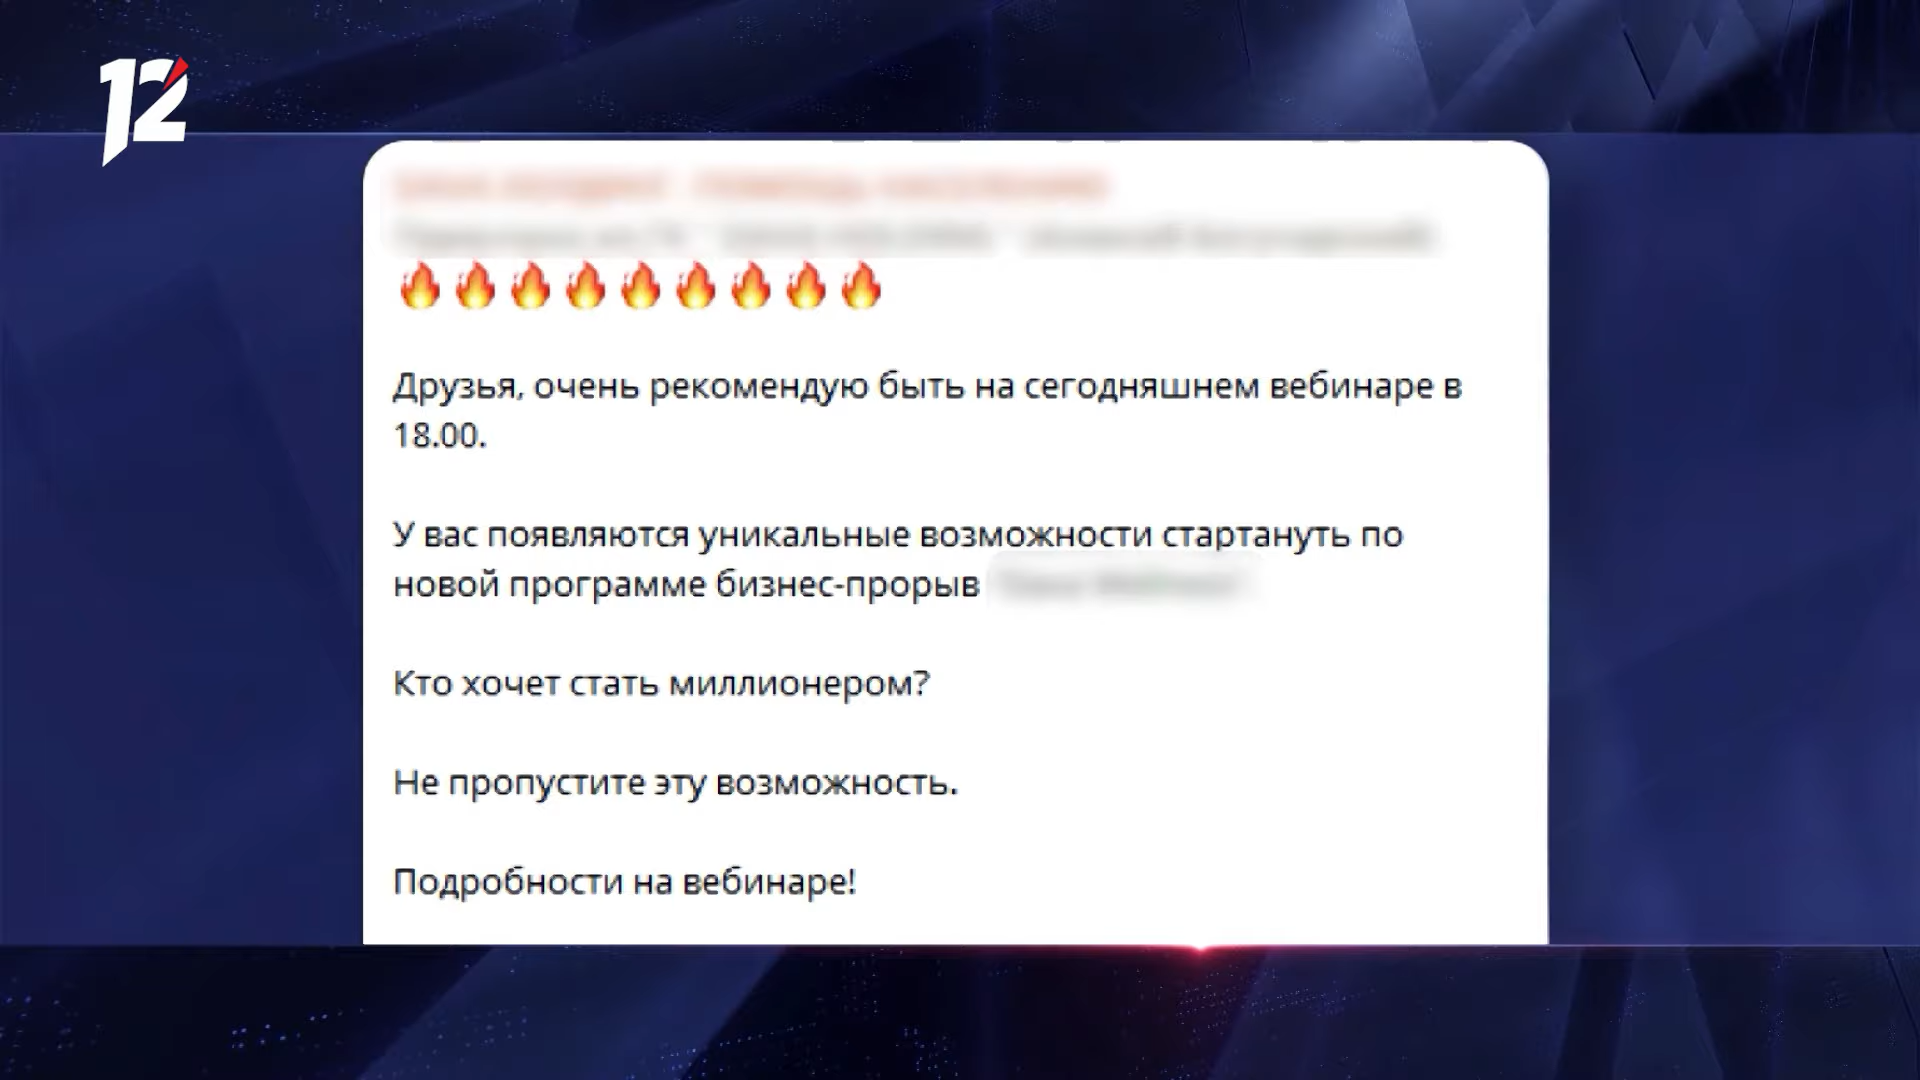 12
🔥🔥🔥🔥🔥🔥🔥🔥🔥
Друзья, очень рекомендую быть на сегодняшнем вебинаре в
18.00.
У вас появляются уникальные возможности стартануть по
новой программе бизнес-прорыв
Кто хочет стать миллионером?
Не пропустите эту возможность.
Подробности на вебинаре!